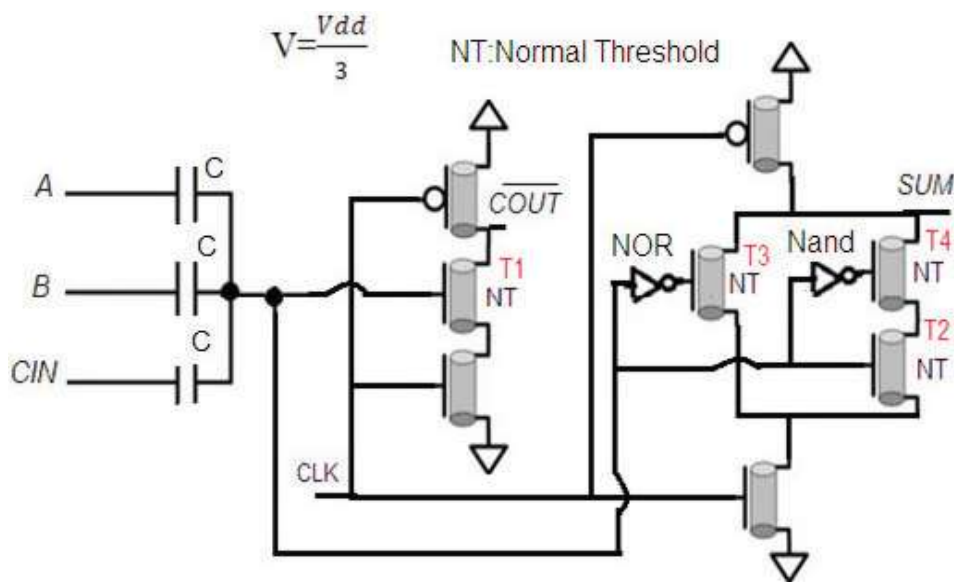 V=Vdd/3
NT:Normal Threshold
A
C
COUT
SUM
NOR
Nand
T4
T3
NT
T1
NT
NT
B
C
T2
NT
CIN
C
CLK